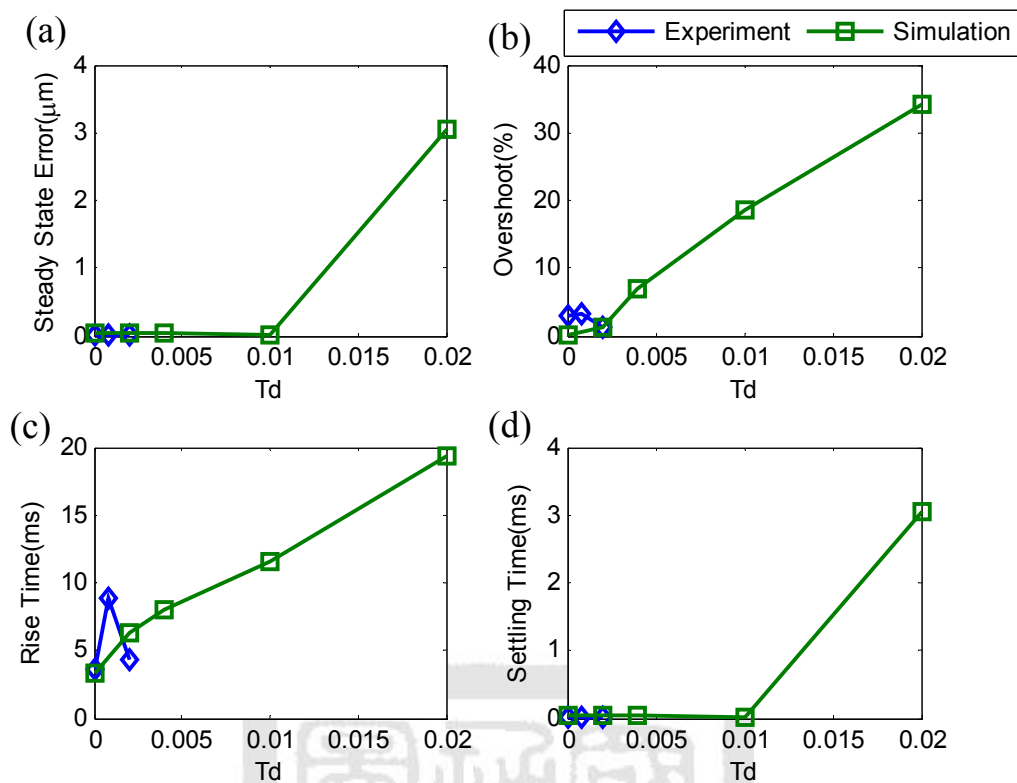 (a)
(b)
Experiment
Simulation
Steady State Error(μm)
4
3
2
1
0
0
0.005
0.01
0.015
0.02
Td
Overshoot(%)
40
30
20
10
0
0
0.005
0.01
0.015
0.02
Td
(c)
(d)
Rise Time(ms)
20
15
10
5
0
0
0.005
0.01
0.015
0.02
Td
Settling Time(ms)
4
3
2
1
0
0
0.005
0.01
0.015
0.02
Td